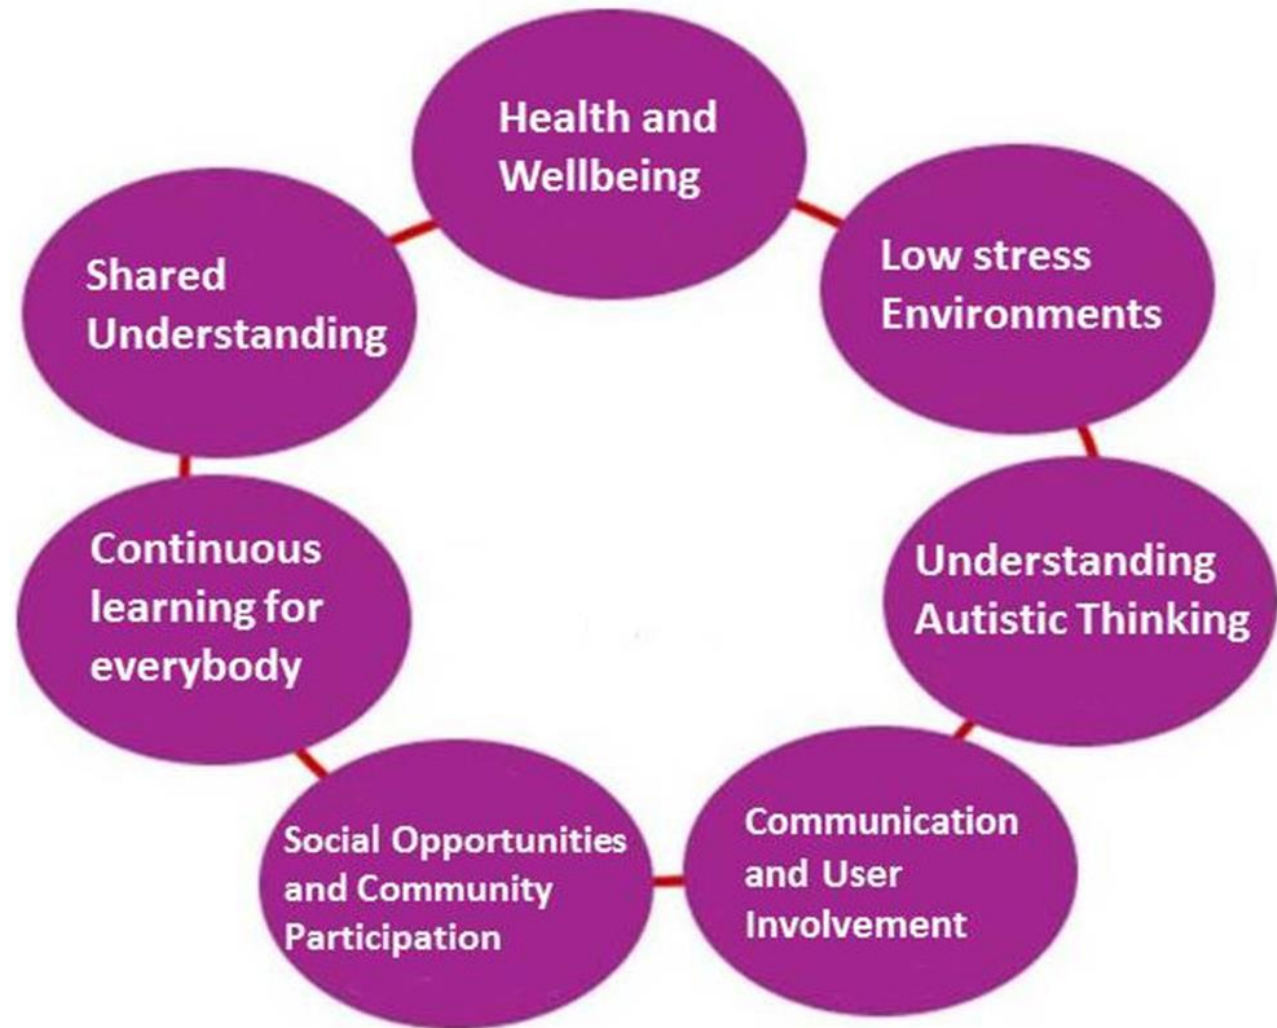 Health and
Wellbeing
Low stress
Environments
Understanding
Autistic Thinking
Communication
and User
Involvement
Social Opportunities
and Community
Participation
Continuous
learning for
everybody
Shared
Understanding